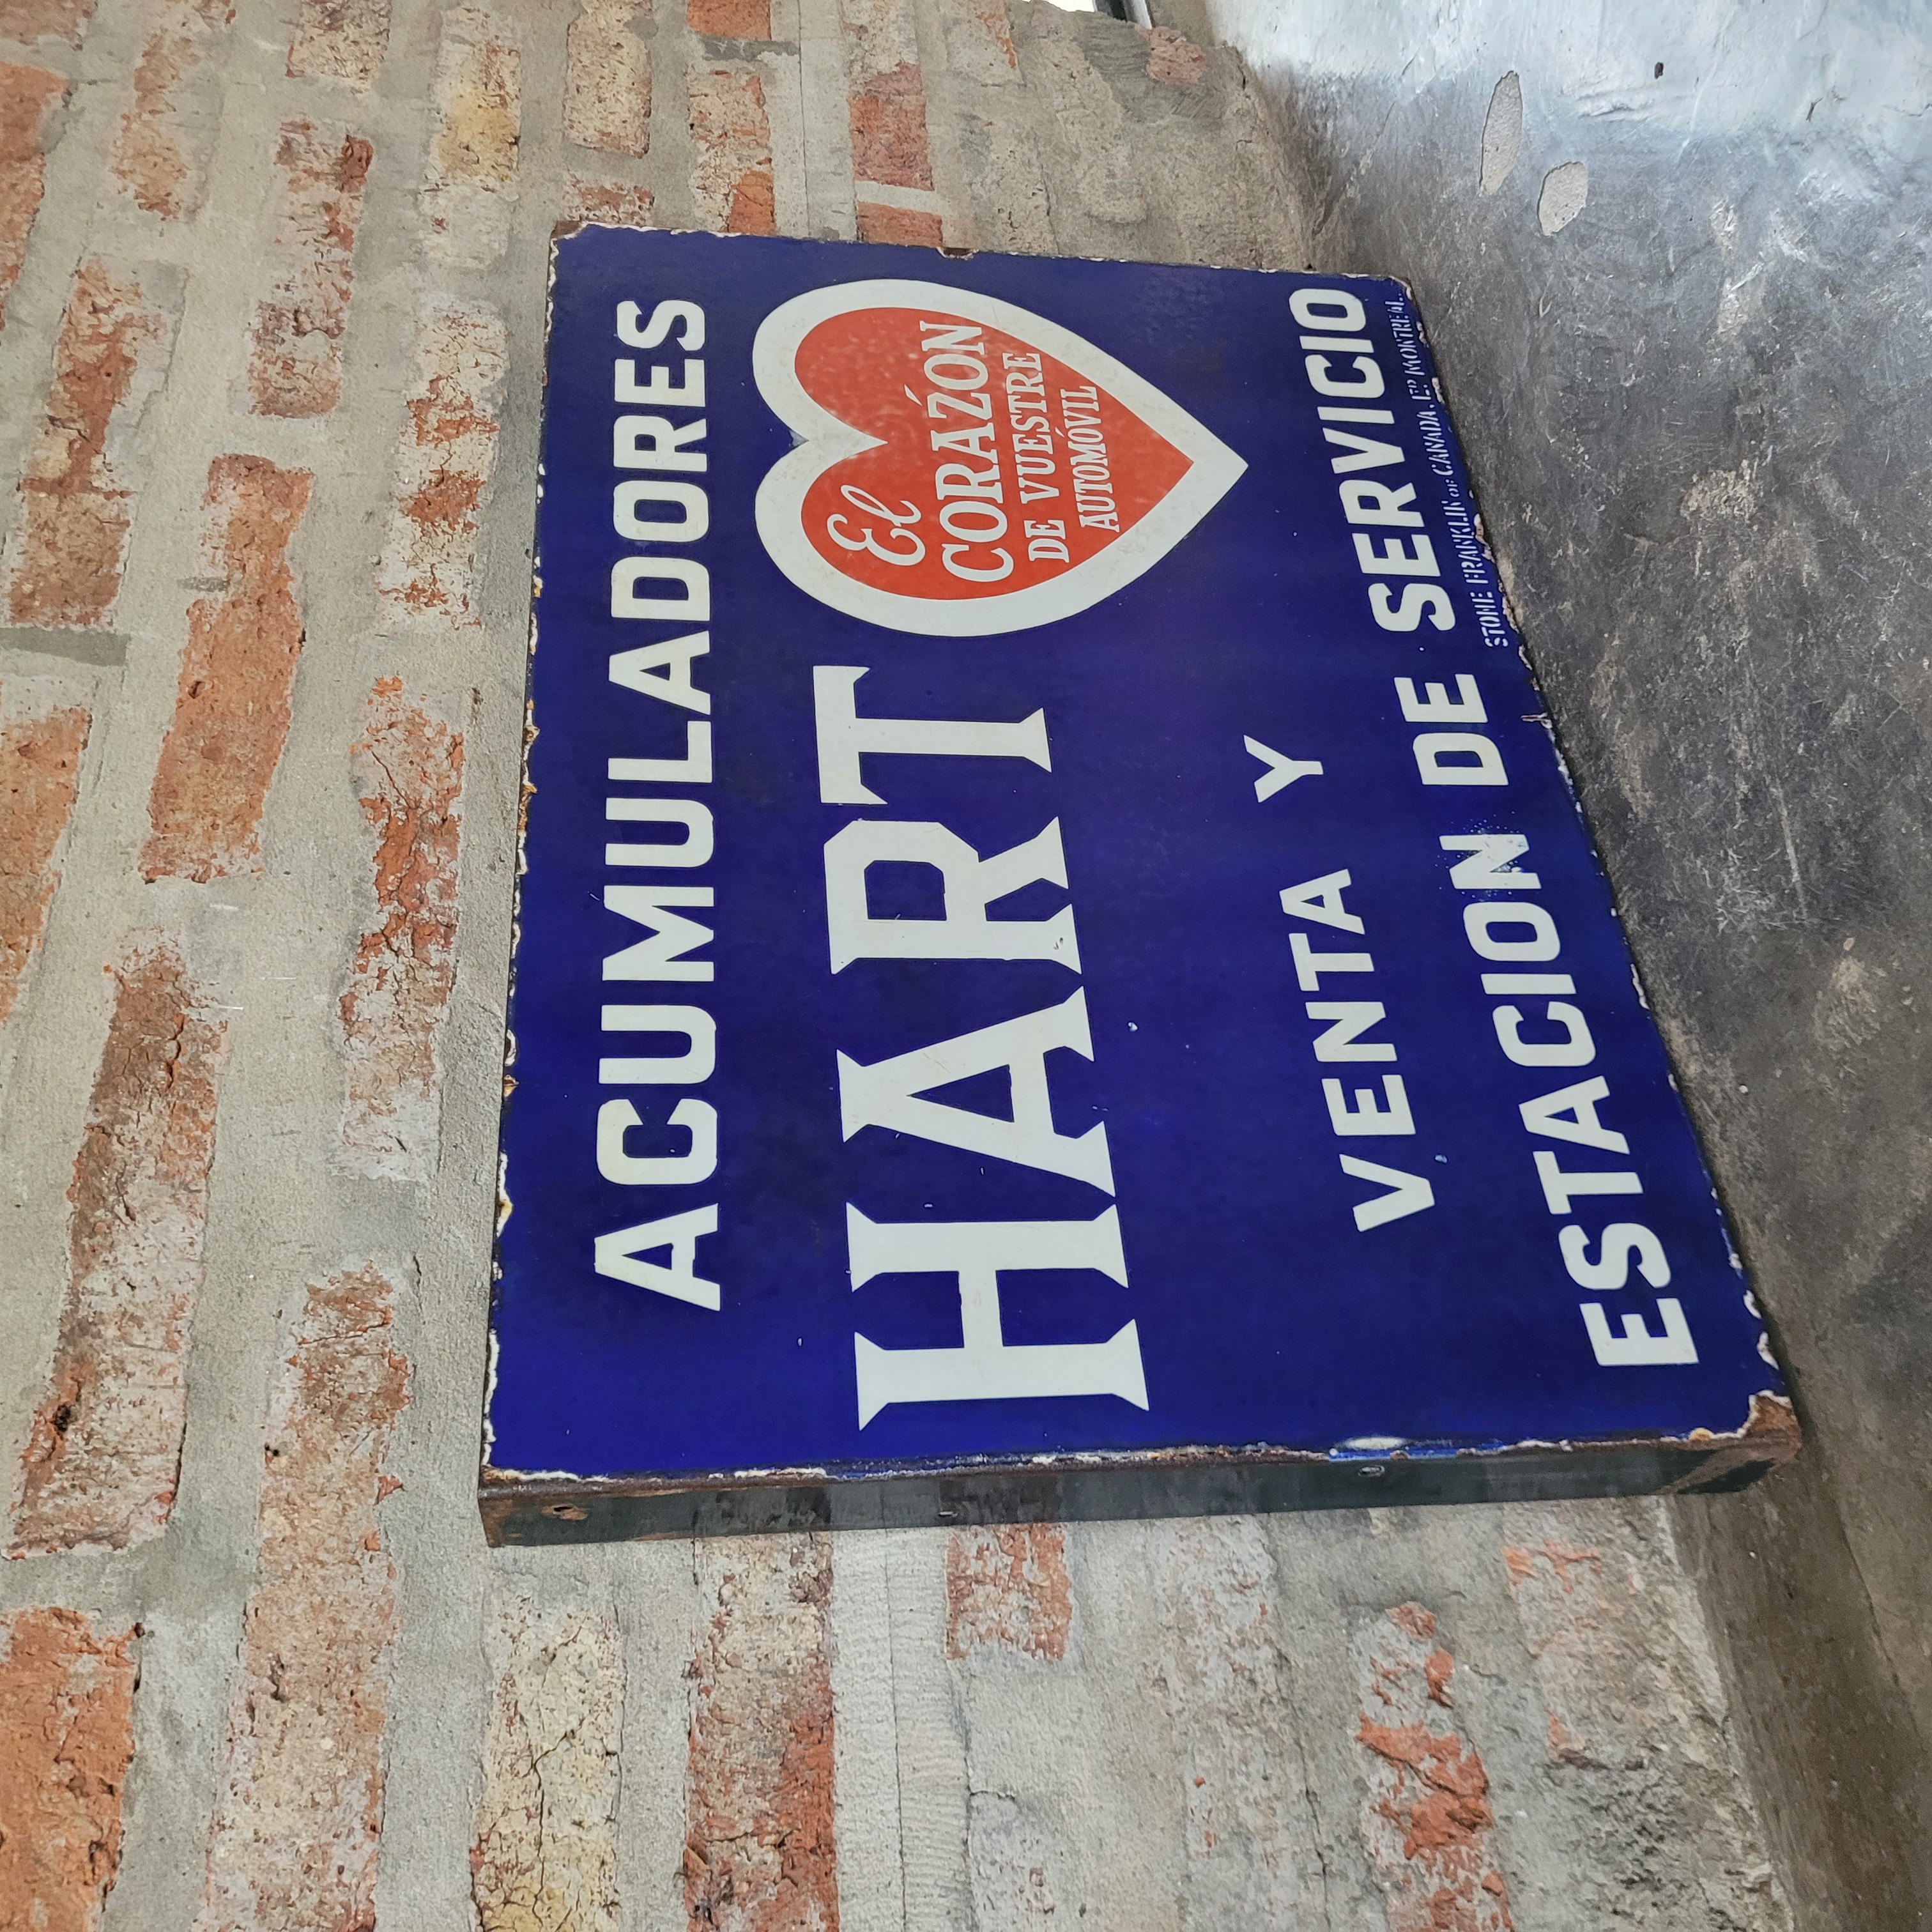 ACUMULADORES
HART
El
CORAZÓN
DE VUESTRE
AUTOMÓVIL
VENTA Y
ESTACION DE SERVICIO
STONE FRANKLIN OF CANADA, LTD MONTREAL.